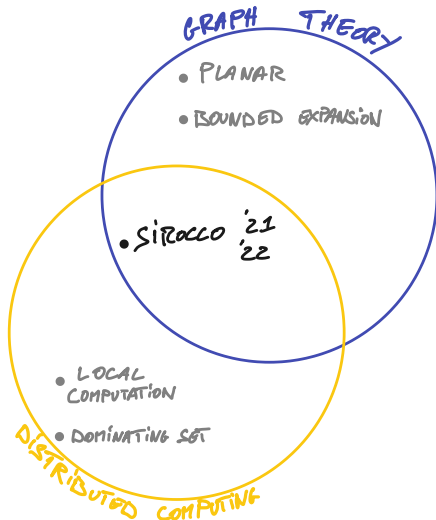 GRAPH THEORY
• PLANAR
• BOUNDED EXPANSION
• SIROCCO '21
'22
• LOCAL
COMPUTATION
• DOMINATING SET
DISTRIBUTED COMPUTING